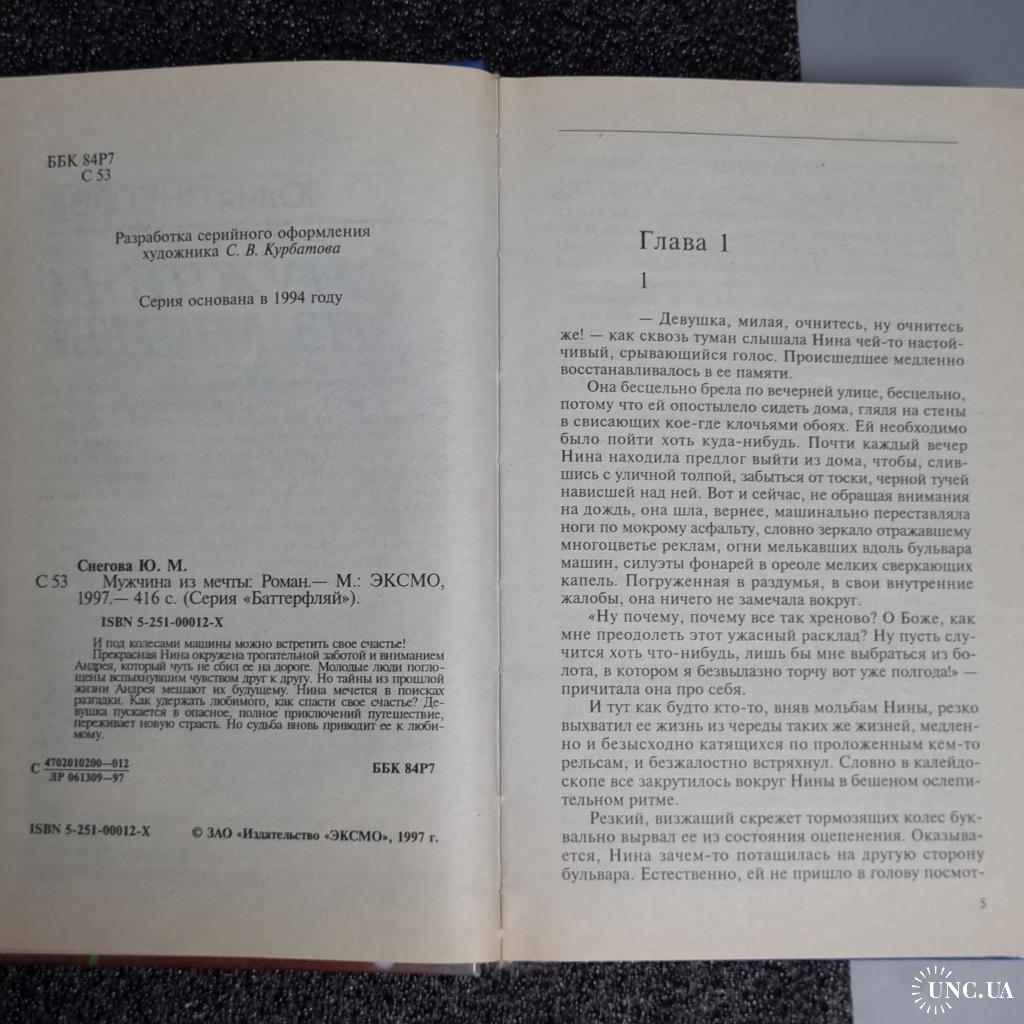 ББК 84Р7
С 53
Разработка серийного оформления
художника С. В. Курбатова
Серия основана в 1994 году
Снегова Ю. М.
С 53 Мужчина из мечты: Роман.— М.: ЭКСМО,
1997.— 416 с. (Серия «Баттерфляй»).
ISBN 5-251-00012-X
И под колесами машины можно встретить свое счастье!
Прекрасная Нина окружена трогательной заботой и вниманием
Андрея, который чуть не сбил ее на дороге. Молодые люди погло-
щены вспыхнувшим чувством друг к другу. Но тайны из прошлой
жизни Андрея мешают их будущему. Нина мечется в поисках
разгадки. Как удержать любимого, как спасти свое счастье? Де-
вушка пускается в опасное, полное приключений путешествие,
переживает новую страсть. Но судьба вновь приводит ее к люби-
мому.
С 4702010200—012
ЛР 061309—97
ББК 84Р7
ISBN 5-251-00012-X © ЗАО «Издательство «ЭКСМО», 1997 г.
Глава 1
1
— Девушка, милая, очнитесь, ну очнитесь
же! — как сквозь туман слышала Нина чей-то настой-
чивый, срывающийся голос. Происшедшее медленно
восстанавливалось в ее памяти.
Она бесцельно брела по вечерней улице, бесцельно,
потому что ей опостылело сидеть дома, глядя на стены
в свисающих кое-где клочьями обоях. Ей необходимо
было пойти хоть куда-нибудь. Почти каждый вечер
Нина находила предлог выйти из дома, чтобы, слив-
шись с уличной толпой, забыться от тоски, черной тучей
нависшей над ней. Вот и сейчас, не обращая внимания
на дождь, она шла, вернее, машинально переставляла
ноги по мокрому асфальту, словно зеркало отражавшему
многоцветье реклам, огни мелькавших вдоль бульвара
машин, силуэты фонарей в ореоле мелких сверкающих
капель. Погруженная в раздумья, в свои внутренние
жалобы, она ничего не замечала вокруг.
«Ну почему, почему все так хреново? О Боже, как
мне преодолеть этот ужасный расклад? Ну пусть слу-
чится хоть что-нибудь, лишь бы мне выбраться из бо-
лота, в котором я безвылазно торчу вот уже полгода!» —
причитала она про себя.
И тут как будто кто-то, вняв мольбам Нины, резко
выхватил ее жизнь из череды таких же жизней, медлен-
но и безысходно катящихся по проложенным кем-то
рельсам, и безжалостно встряхнул. Словно в калейдо-
скопе все закрутилось вокруг Нины в бешеном ослепи-
тельном ритме.
Резкий, визжащий скрежет тормозящих колес бук-
вально вырвал ее из состояния оцепенения. Оказыва-
ется, Нина зачем-то потащилась на другую сторону
бульвара. Естественно, ей не пришло в голову посмот-
5
UNC.UA